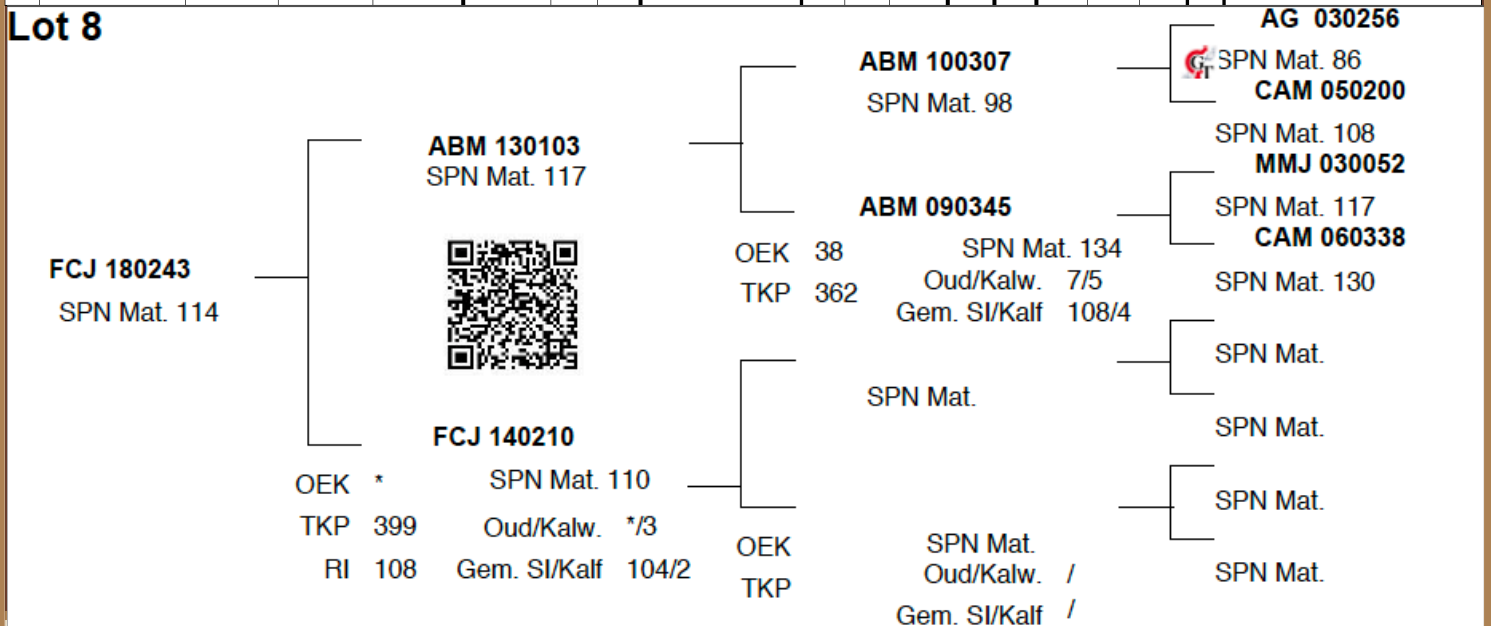 Lot 8
AG 030256
GT SPN Mat. 86
ABM 100307
CAM 050200
SPN Mat. 98
SPN Mat. 108
ABM 130103
MMJ 030052
SPN Mat. 117
ABM 090345
SPN Mat. 117
CAM 060338
OEK 38 SPN Mat. 134
FCJ 180243
Oud/Kalw. 7/5
SPN Mat. 130
TKP 362
SPN Mat. 114
Gem. SI/Kalf 108/4
SPN Mat.
SPN Mat.
SPN Mat.
FCJ 140210
OEK * SPN Mat. 110
SPN Mat.
TKP 399 Oud/Kalw. */3
OEK SPN Mat.
RI 108 Gem. SI/Kalf 104/2
Oud/Kalw. /
SPN Mat.
TKP
Gem. SI/Kalf /